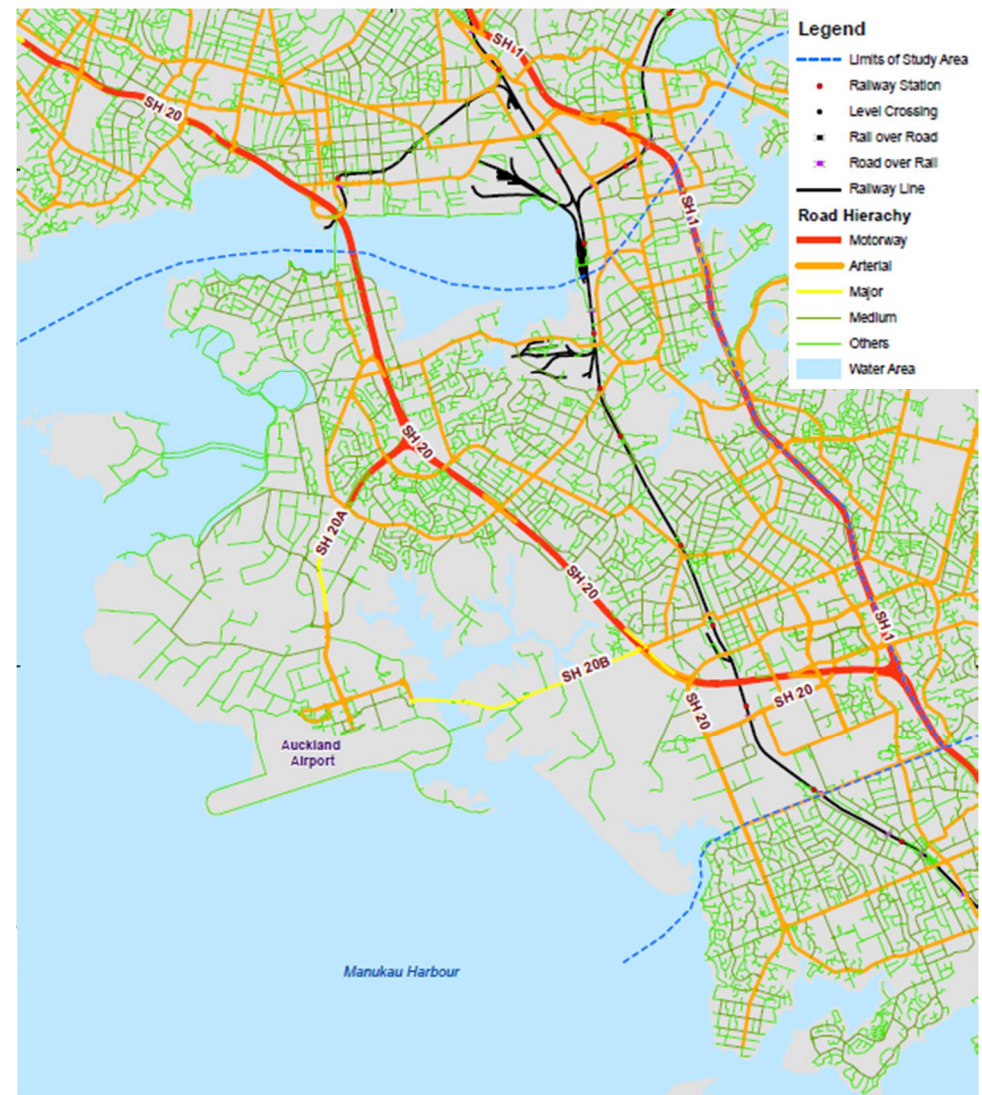 Legend
Limits of Study Area
Railway Station
Level Crossing
Rail over Road
Road over Rail
Railway Line
Road Hierachy
Motorway
Arterial
Major
Medium
Others
Water Area
SH 1
SH 20
SH 1
SH 20
SH 20A
SH 20
SH 1
SH 20B
SH 20
SH 20
Auckland
Airport
Manukau Harbour